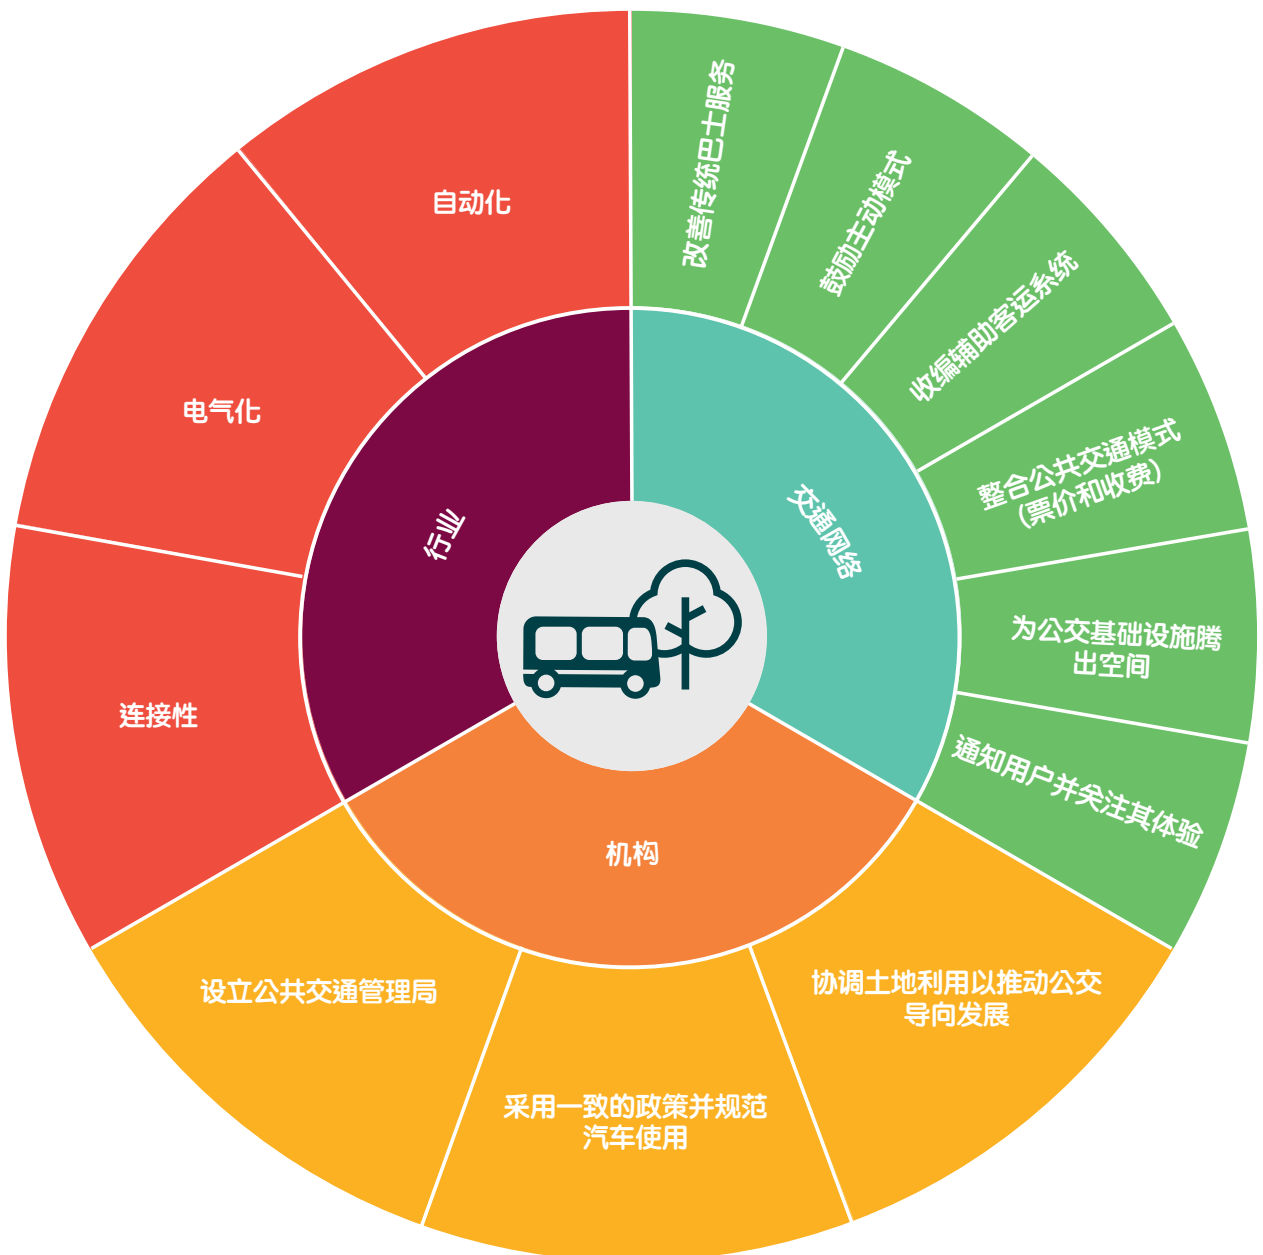 自动化
电气化
连接性
行业
改善传统巴士服务
鼓励主动模式
收编辅助客运系统
整合公共交通模式
（票价和收费）
为公交基础设施腾
出空间
通知用户并关注其体验
交通网络
机构
设立公共交通管理局
采用一致的政策并规范
汽车使用
协调土地利用以推动公交
导向发展